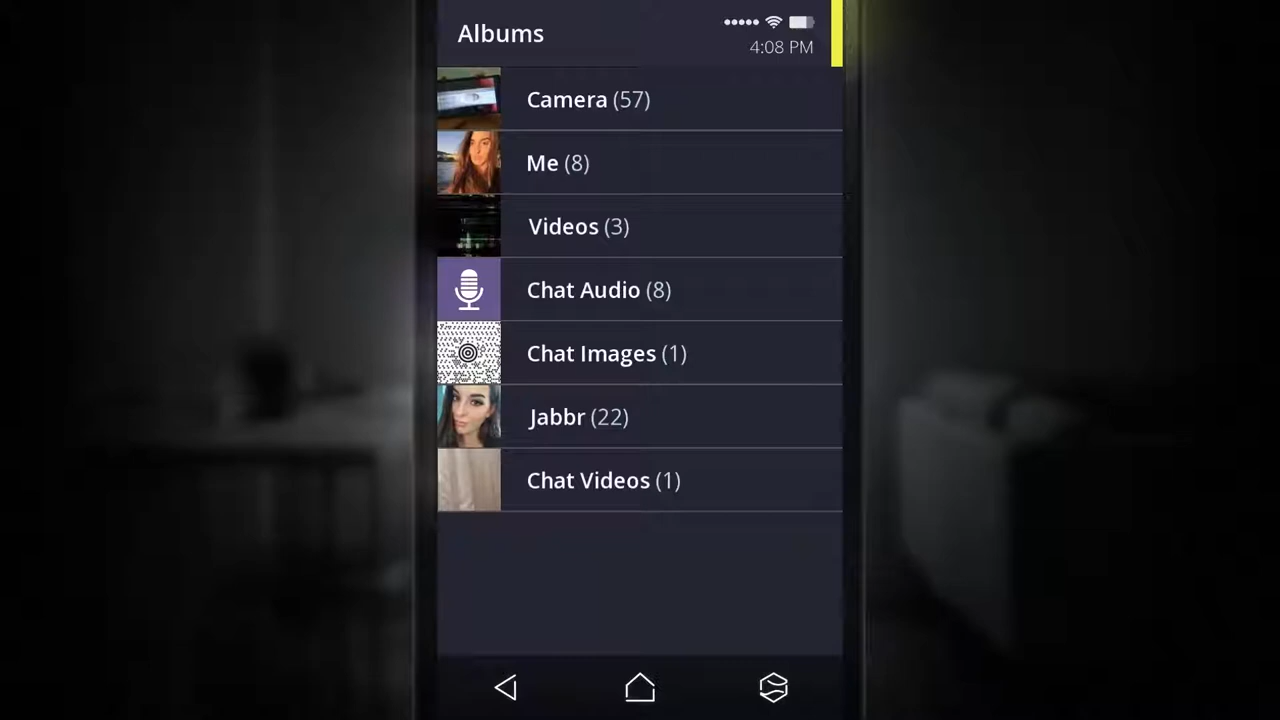 Albums
4:08 PM
Camera (57)
Me (8)
Videos (3)
Chat Audio (8)
Chat Images (1)
Jabbr (22)
Chat Videos (1)